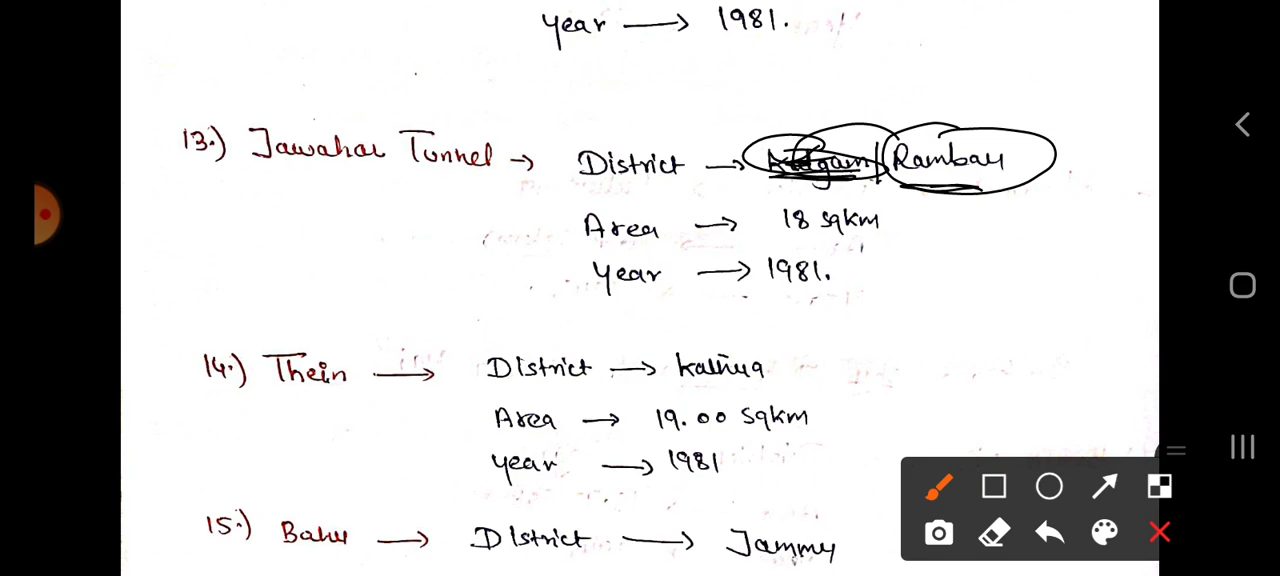 Year → 1981.
13.) Jawahar Tunnel → District → Ramban
Area → 18 sqkm
Year → 1981.
14.) Thein → District → Kathua
Area → 19.00 sqkm
Year → 1981
15.) Bahu → District → Jammu